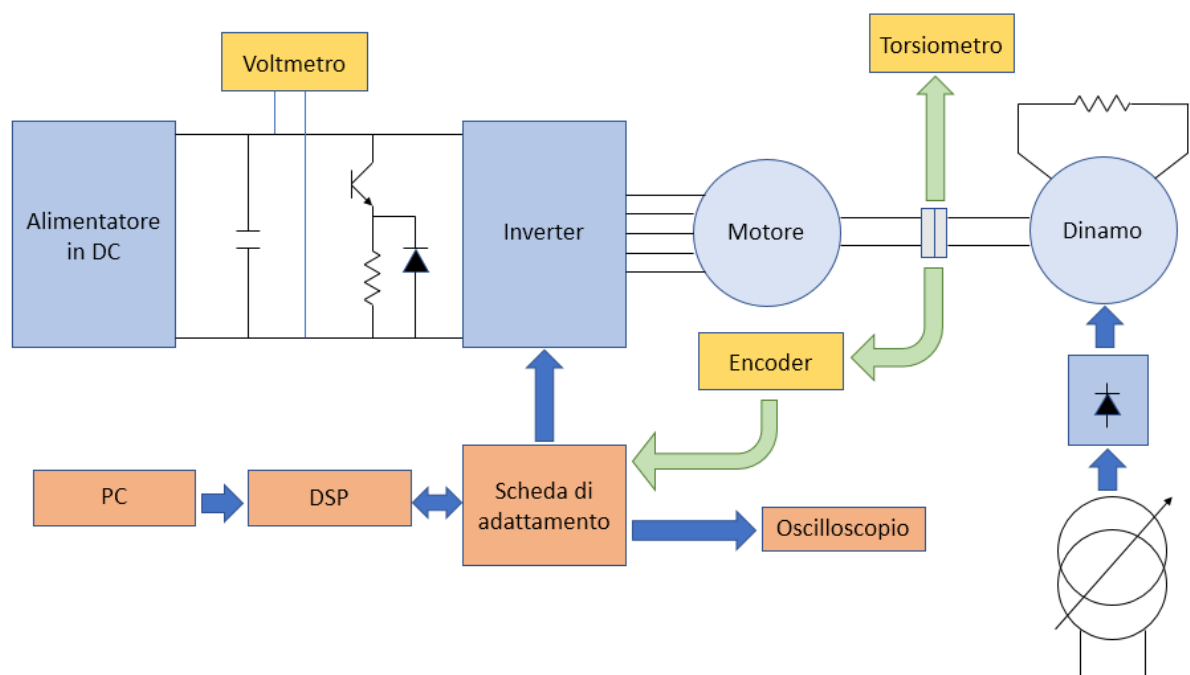 Torsiometro
Voltmetro
Alimentatore
in DC
Inverter
Motore
Dinamo
Encoder
PC
DSP
Scheda di
adattamento
Oscilloscopio